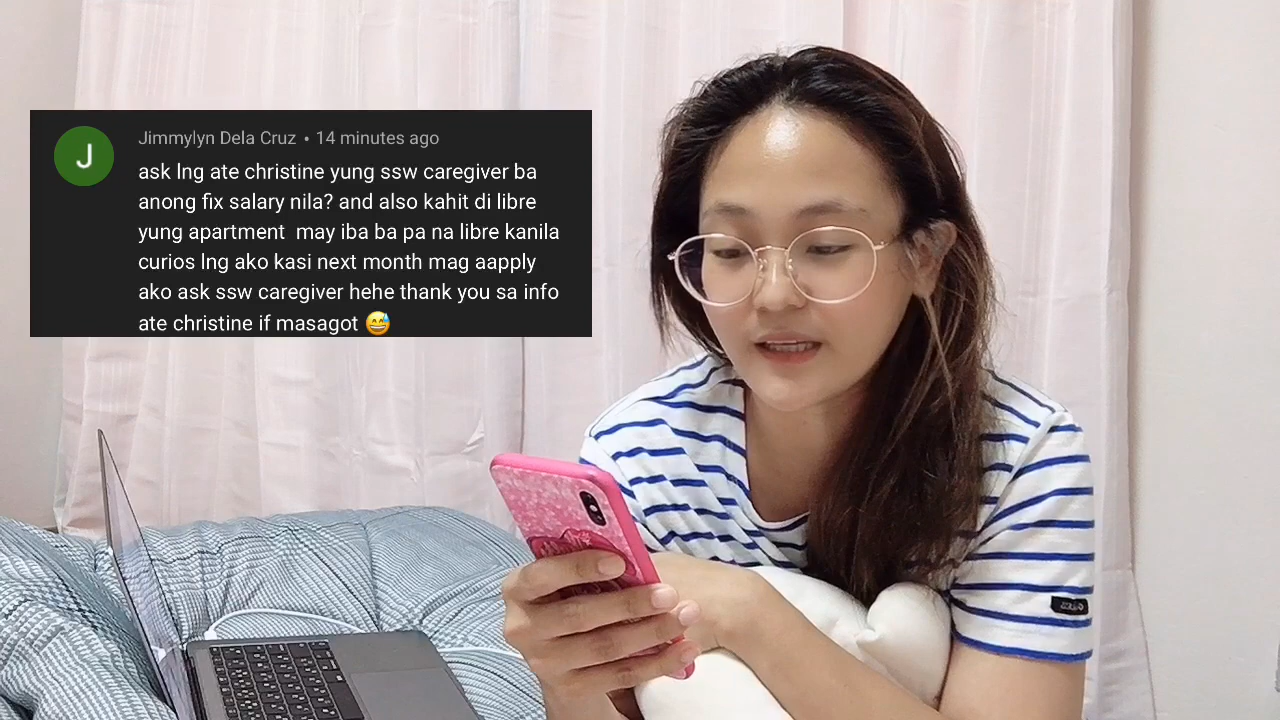 J
Jimmylyn Dela Cruz • 14 minutes ago
ask lng ate christine yung ssw caregiver ba
anong fix salary nila? and also kahit di libre
yung apartment  may iba ba pa na libre kanila
curios lng ako kasi next month mag aapply
ako ask ssw caregiver hehe thank you sa info
ate christine if masagot 😅